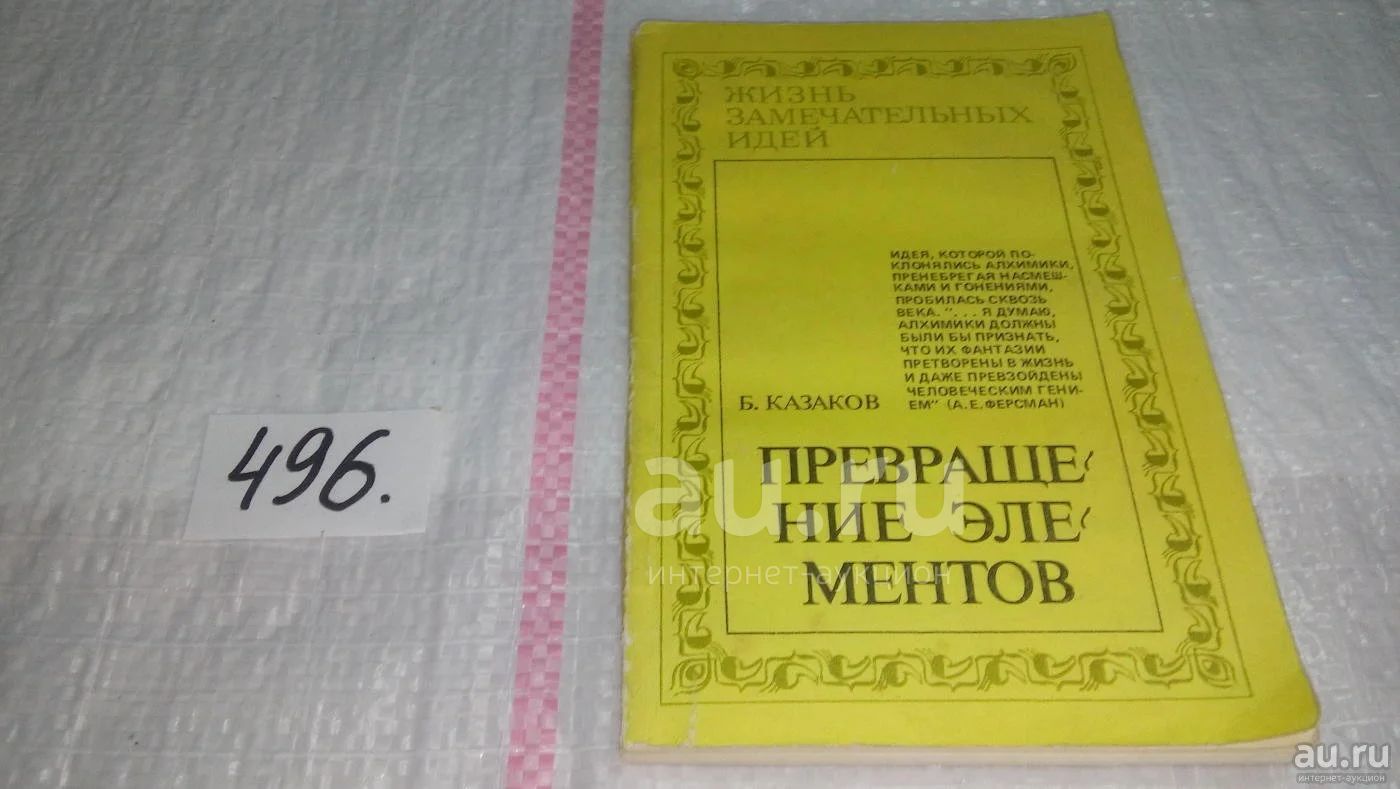 ЖИЗНЬ
ЗАМЕЧАТЕЛЬНЫХ
ИДЕЙ
ИДЕЯ, КОТОРОЙ ПО-
КЛОНЯЛИСЬ АЛХИМИКИ,
ПРЕНЕБРЕГАЯ НАСМЕШ-
КАМИ И ГОНЕНИЯМИ,
ПРОБИЛАСЬ СКВОЗЬ
ВЕКА. "... Я ДУМАЮ,
АЛХИМИКИ ДОЛЖНЫ
БЫЛИ БЫ ПРИЗНАТЬ,
ЧТО ИХ ФАНТАЗИИ
ПРЕТВОРЕНЫ В ЖИЗНЬ
И ДАЖЕ ПРЕВЗОЙДЕНЫ
ЧЕЛОВЕЧЕСКИМ ГЕНИ-
ЕМ" (А.Е.ФЕРСМАН)
Б. КАЗАКОВ
ПРЕВРАЩЕ-
НИЕ ЭЛЕ-
МЕНТОВ
496.
au.ru
интернет-аукцион
au.ru
интернет-аукцион